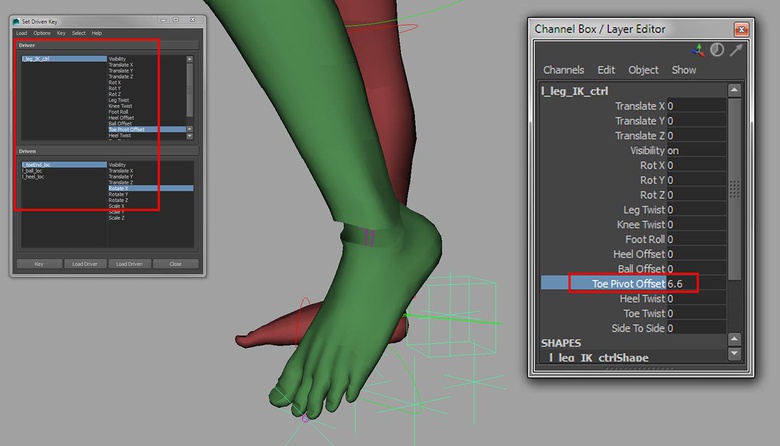 Set Driven Key
Load Options Key Select Help
Driver
l_leg_IK_ctrl
Visibility
Translate X
Translate Y
Translate Z
Rot X
Rot Y
Rot Z
Leg Twist
Knee Twist
Foot Roll
Heel Offset
Ball Offset
Toe Pivot Offset
Heel Twist
Driven
l_toeEnd_loc
l_ball_loc
l_heel_loc
Visibility
Translate X
Translate Y
Translate Z
Rotate X
Rotate Y
Rotate Z
Scale X
Scale Y
Scale Z
Key Load Driver Load Driven Close
Channel Box / Layer Editor
Channels Edit Object Show
l_leg_IK_ctrl
Translate X 0
Translate Y 0
Translate Z 0
Visibility on
Rot X 0
Rot Y 0
Rot Z 0
Leg Twist 0
Knee Twist 0
Foot Roll 0
Heel Offset 0
Ball Offset 0
Toe Pivot Offset 6.6
Heel Twist 0
Toe Twist 0
Side To Side 0
SHAPES
l_leg_IK_ctrlShape